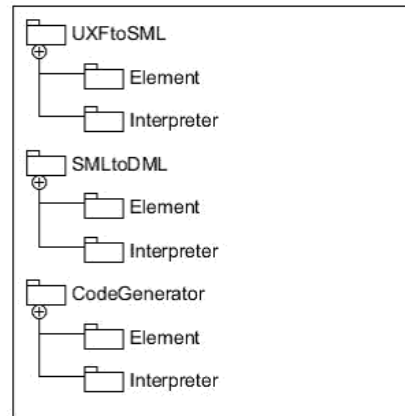 UXFtoSML
Element
Interpreter
SMLtoDML
Element
Interpreter
CodeGenerator
Element
Interpreter